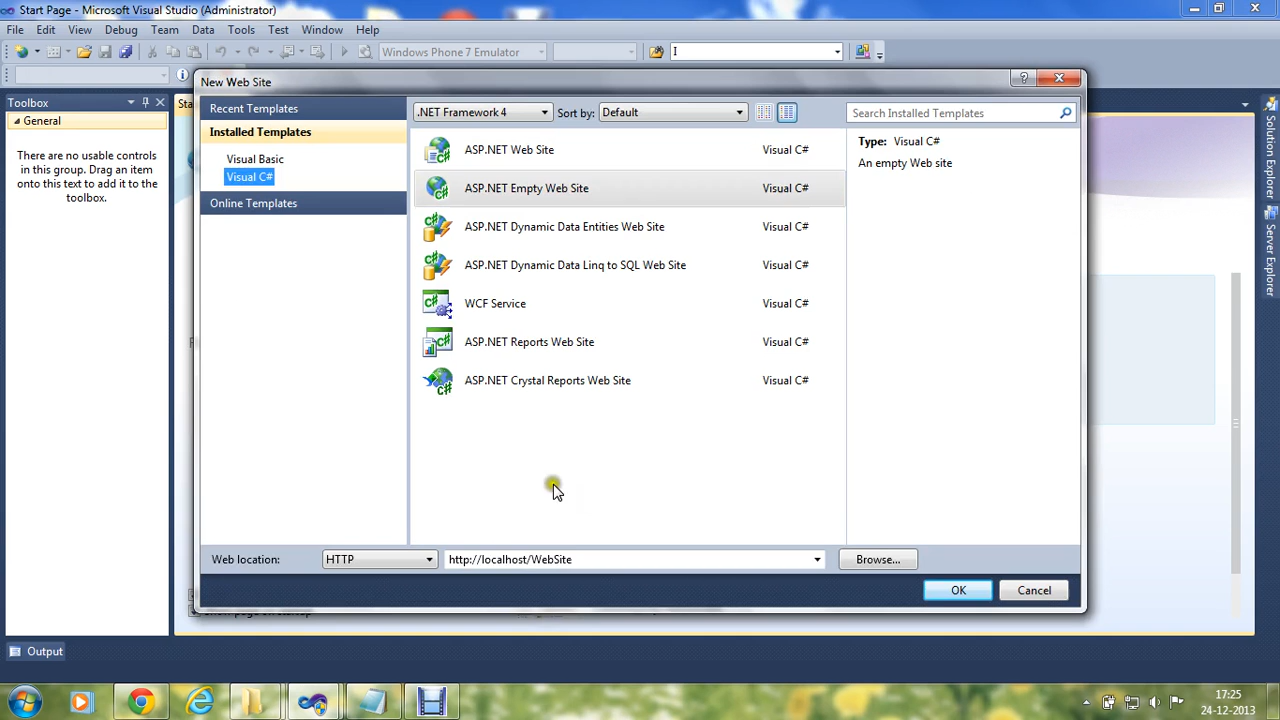 Start Page - Microsoft Visual Studio (Administrator)
File Edit View Debug Team Data Tools Test Window Help
Windows Phone 7 Emulator
I
Toolbox
General
There are no usable controls
in this group. Drag an item
onto this text to add it to the
toolbox.
Sta
New Web Site
Recent Templates
Installed Templates
Visual Basic
Visual C#
Online Templates
.NET Framework 4 Sort by: Default
Search Installed Templates
ASP.NET Web Site Visual C#
ASP.NET Empty Web Site Visual C#
ASP.NET Dynamic Data Entities Web Site Visual C#
ASP.NET Dynamic Data Linq to SQL Web Site Visual C#
WCF Service Visual C#
ASP.NET Reports Web Site Visual C#
ASP.NET Crystal Reports Web Site Visual C#
Type: Visual C#
An empty Web site
Web location: HTTP http://localhost/WebSite Browse...
OK Cancel
Solution Explorer
Server Explorer
Output
17:25
24-12-2013